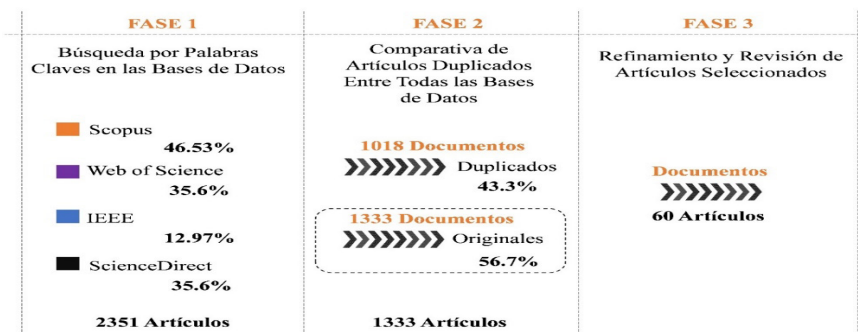 FASE 1
Búsqueda por Palabras
Claves en las Bases de Datos
Scopus
46.53%
Web of Science
35.6%
IEEE
12.97%
ScienceDirect
35.6%
2351 Artículos
FASE 2
Comparativa de
Artículos Duplicados
Entre Todas las Bases
de Datos
1018 Documentos
Duplicados
43.3%
1333 Documentos
Originales
56.7%
1333 Artículos
FASE 3
Refinamiento y Revisión de
Artículos Seleccionados
Documentos
60 Artículos